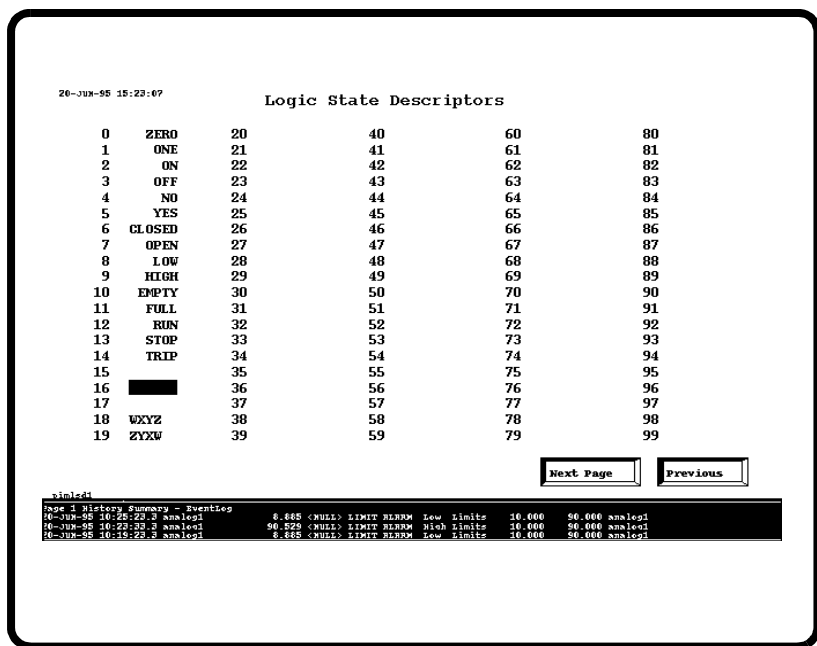 20-JUN-95 15:23:07
Logic State Descriptors
0 ZERO 20 40 60 80
1 ONE 21 41 61 81
2 ON 22 42 62 82
3 OFF 23 43 63 83
4 NO 24 44 64 84
5 YES 25 45 65 85
6 CLOSED 26 46 66 86
7 OPEN 27 47 67 87
8 LOW 28 48 68 88
9 HIGH 29 49 69 89
10 EMPTY 30 50 70 90
11 FULL 31 51 71 91
12 RUN 32 52 72 92
13 STOP 33 53 73 93
14 TRIP 34 54 74 94
15 35 55 75 95
16 36 56 76 96
17 37 57 77 97
18 WXYZ 38 58 78 98
19 ZYXW 39 59 79 99
Next Page Previous
pimlsd1
Page 1 History Summary - EventLog
20-JUN-95 10:25:23.3 analog1 8.885 <NULL> LIMIT ALARM Low Limits 10.000 90.000 analog1
20-JUN-95 10:23:33.3 analog1 90.529 <NULL> LIMIT ALARM High Limits 10.000 90.000 analog1
20-JUN-95 10:19:23.3 analog1 8.885 <NULL> LIMIT ALARM Low Limits 10.000 90.000 analog1